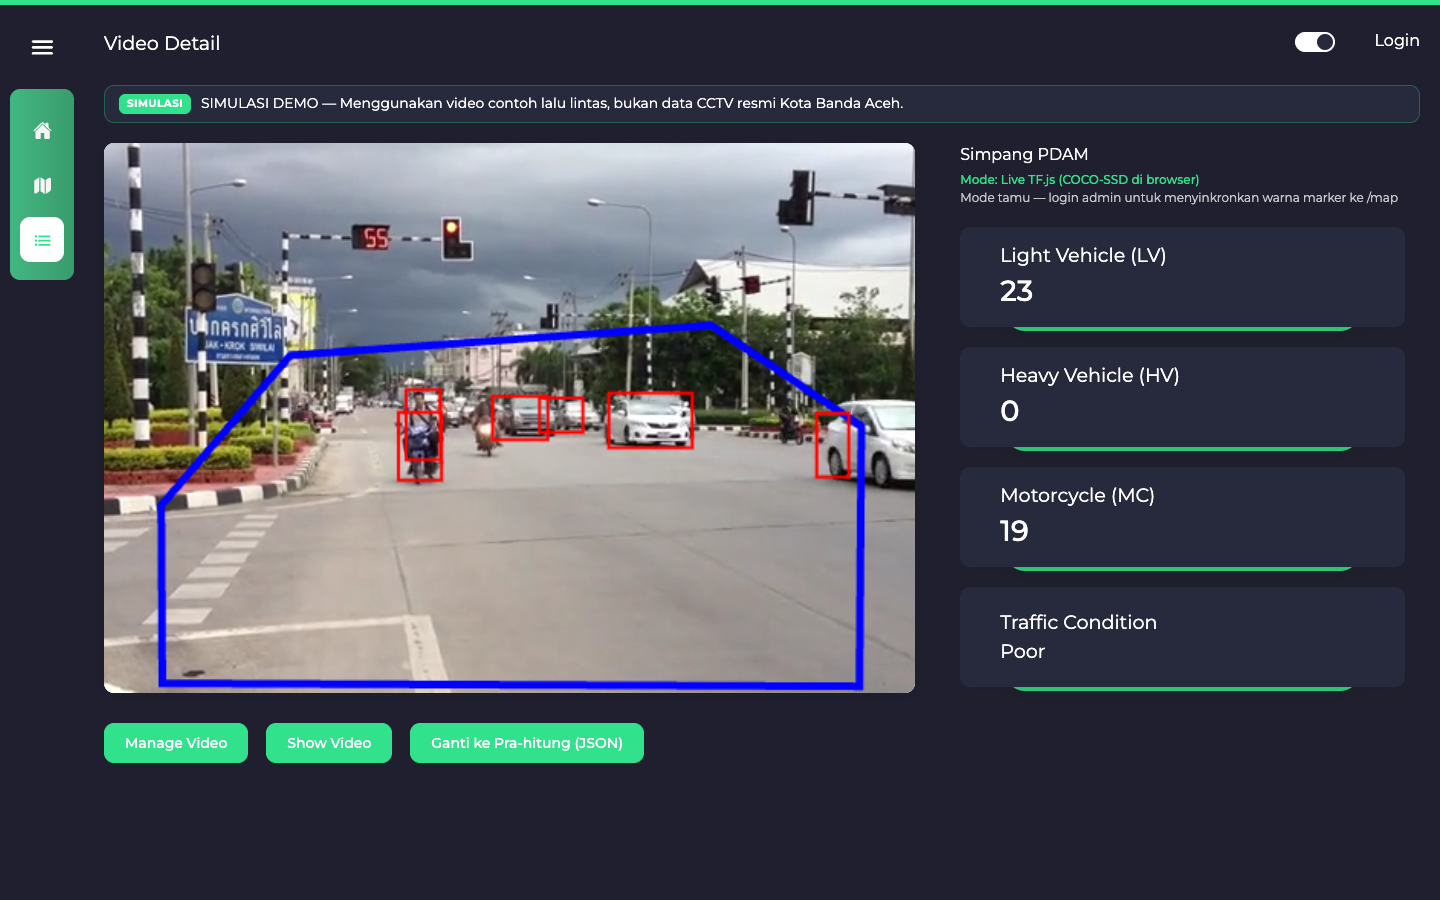 Video Detail
Login
SIMULASI
SIMULASI DEMO — Menggunakan video contoh lalu lintas, bukan data CCTV resmi Kota Banda Aceh.
55
JAK-KROK SIWILAI
Simpang PDAM
Mode: Live TF.js (COCO-SSD di browser)
Mode tamu — login admin untuk menyinkronkan warna marker ke /map
Light Vehicle (LV)
23
Heavy Vehicle (HV)
0
Motorcycle (MC)
19
Traffic Condition
Poor
Manage Video
Show Video
Ganti ke Pra-hitung (JSON)